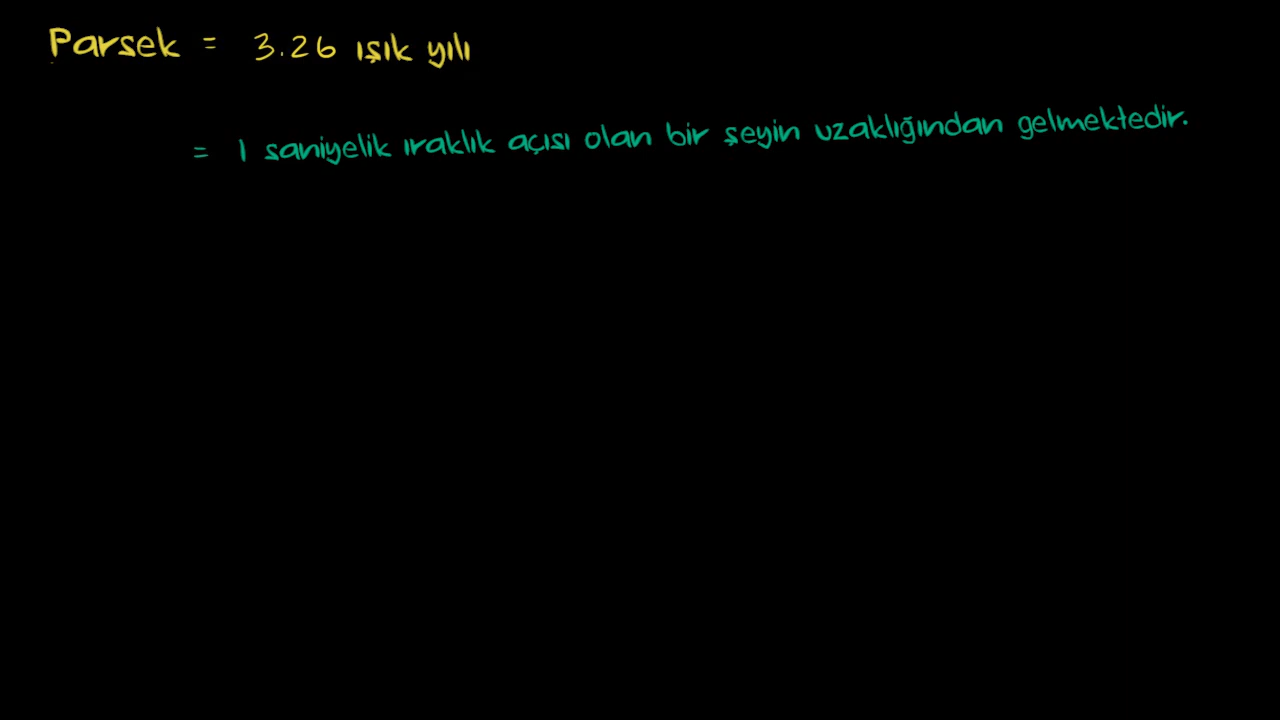 Parsek = 3.26 ışık yılı
= 1 saniyelik ıraklık açısı olan bir şeyin uzaklığından gelmektedir.